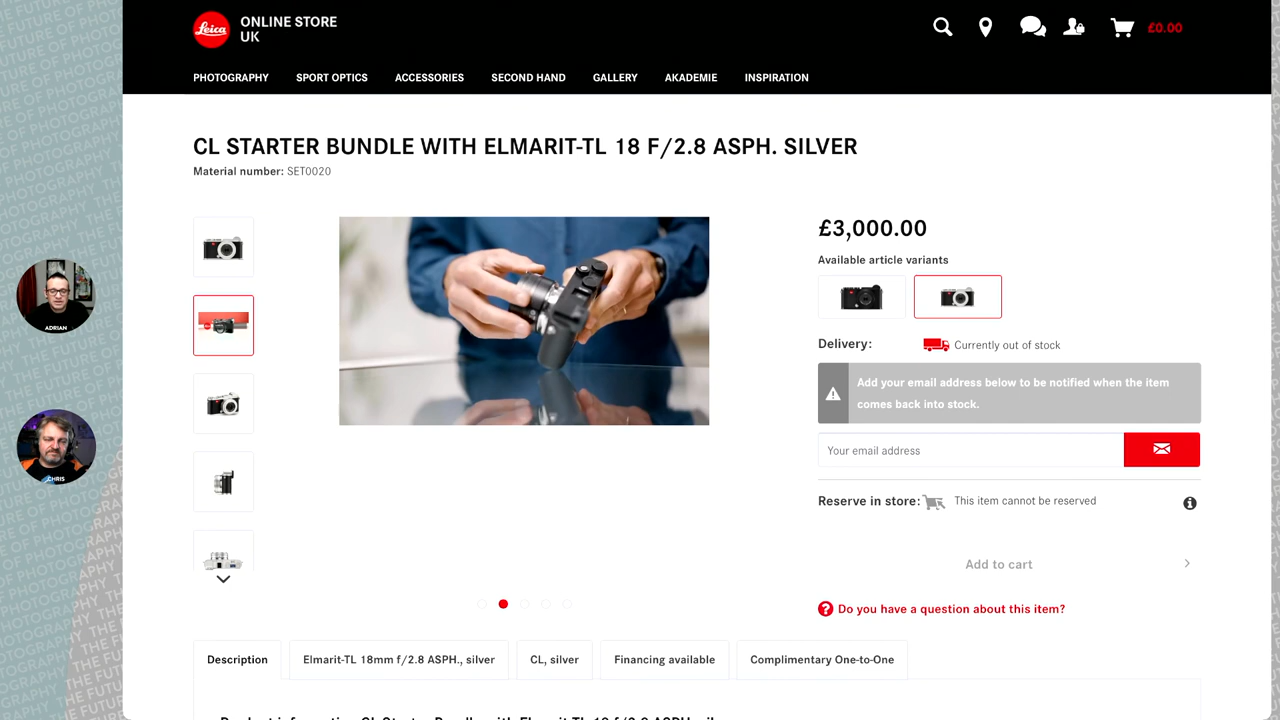 Leica
ONLINE STORE
UK
£0.00
PHOTOGRAPHY SPORT OPTICS ACCESSORIES SECOND HAND GALLERY AKADEMIE INSPIRATION
CL STARTER BUNDLE WITH ELMARIT-TL 18 F/2.8 ASPH. SILVER
Material number: SET0020
£3,000.00
Available article variants
Delivery: Currently out of stock
Add your email address below to be notified when the item
comes back into stock.
Your email address
Reserve in store: This item cannot be reserved
Add to cart
Do you have a question about this item?
Description Elmarit-TL 18mm f/2.8 ASPH., silver CL, silver Financing available Complimentary One-to-One
ADRIAN
CHRIS